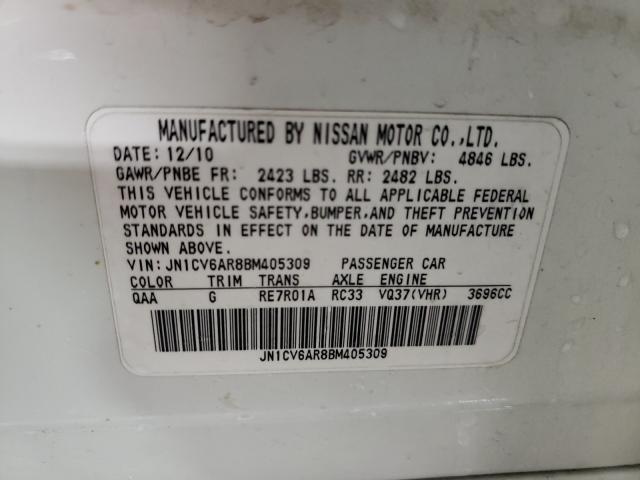 MANUFACTURED BY NISSAN MOTOR CO.,LTD.
DATE: 12/10 GVWR/PNBV: 4846 LBS.
GAWR/PNBE FR: 2423 LBS. RR: 2482 LBS.
THIS VEHICLE CONFORMS TO ALL APPLICABLE FEDERAL
MOTOR VEHICLE SAFETY,BUMPER,AND THEFT PREVENTION
STANDARDS IN EFFECT ON THE DATE OF MANUFACTURE
SHOWN ABOVE.
VIN: JN1CV6AR8BM405309 PASSENGER CAR
COLOR TRIM TRANS AXLE ENGINE
QAA G RE7R01A RC33 VQ37(VHR) 3696CC
JN1CV6AR8BM405309